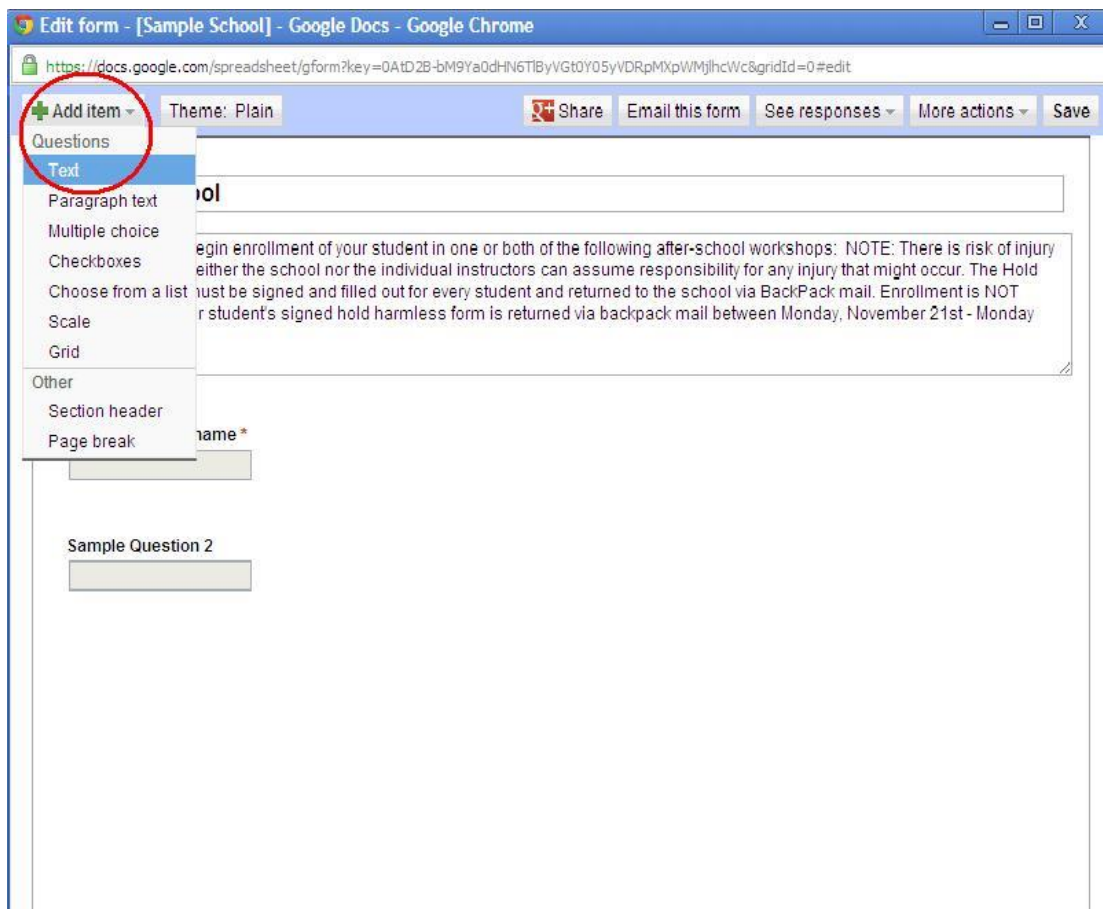 Edit form - [Sample School] - Google Docs - Google Chrome
https://docs.google.com/spreadsheet/gform?key=0AtD2B-bM9Ya0dHN6TlByVGt0Y05yVDRpMXpWMjlhcWc&gridId=0#edit
Add item Theme: Plain Share Email this form See responses More actions Save
Questions
Text
Paragraph text
Multiple choice
Checkboxes
Choose from a list
Scale
Grid
Other
Section header
Page break
ool
egin enrollment of your student in one or both of the following after-school workshops: NOTE: There is risk of injury
either the school nor the individual instructors can assume responsibility for any injury that might occur. The Hold
must be signed and filled out for every student and returned to the school via BackPack mail. Enrollment is NOT
r student's signed hold harmless form is returned via backpack mail between Monday, November 21st - Monday
name *
Sample Question 2